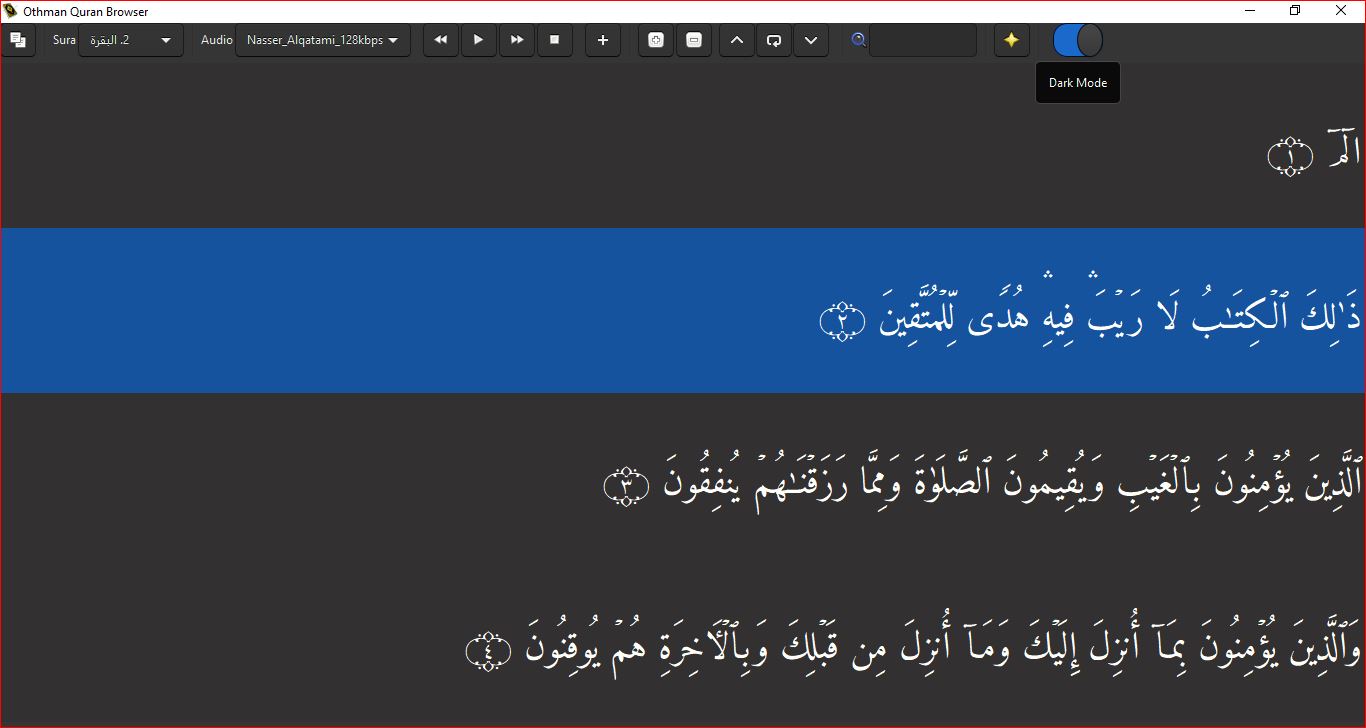 Othman Quran Browser
Sura 2. البقرة Audio Nasser_Alqatami_128kbps
Dark Mode
الٓمٓ ١
ذَٰلِكَ ٱلۡكِتَـٰبُ لَا رَيۡبَۛ فِيهِۛ هُدࣰى لِّلۡمُتَّقِينَ ٢
ٱلَّذِينَ يُؤۡمِنُونَ بِٱلۡغَيۡبِ وَيُقِيمُونَ ٱلصَّلَوٰةَ وَمِمَّا رَزَقۡنَـٰهُمۡ يُنفِقُونَ ٣
وَٱلَّذِينَ يُؤۡمِنُونَ بِمَاۤ أُنزِلَ إِلَيۡكَ وَمَاۤ أُنزِلَ مِن قَبۡلِكَ وَبِٱلۡـَٔاخِرَةِ هُمۡ يُوقِنُونَ ٤